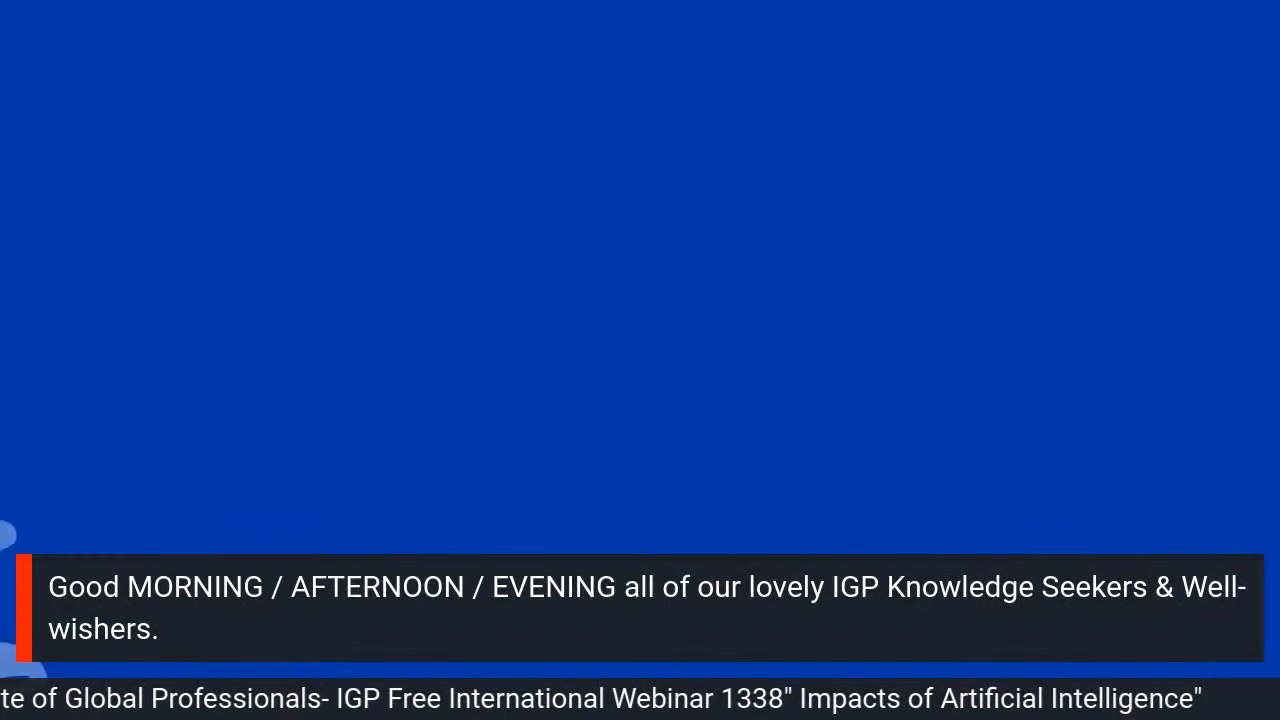 Good MORNING / AFTERNOON / EVENING all of our lovely IGP Knowledge Seekers & Well-
wishers.
te of Global Professionals- IGP Free International Webinar 1338" Impacts of Artificial Intelligence"